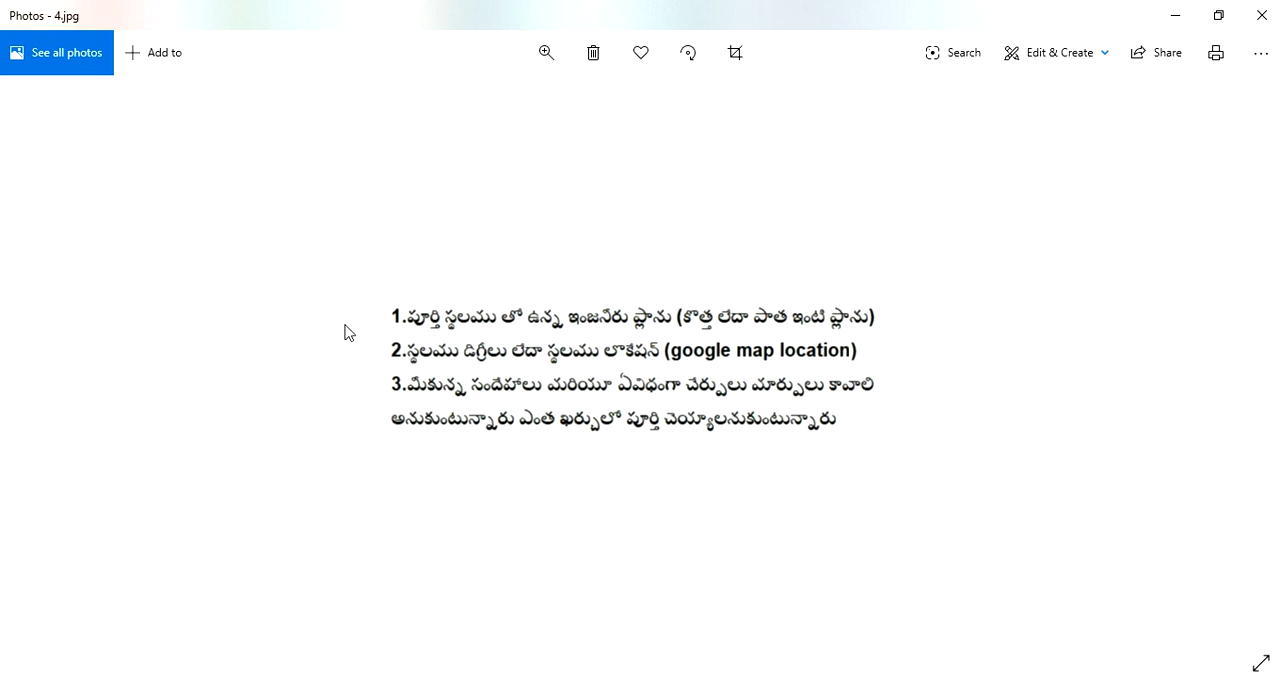 Photos - 4.jpg
See all photos
Add to
Search
Edit & Create
Share
1.పూర్తి స్థలము తో ఉన్న ఇంజనీరు ప్లాను (కొత్త లేదా పాత ఇంటి ప్లాను)
2.స్థలము డిగ్రీలు లేదా స్థలము లొకేషన్ (google map location)
3.మీకున్న సందేహాలు మరియూ ఏవిధంగా చేర్పులు మార్పులు కావాలి
అనుకుంటున్నారు ఎంత ఖర్చులో పూర్తి చెయ్యాలనుకుంటున్నారు